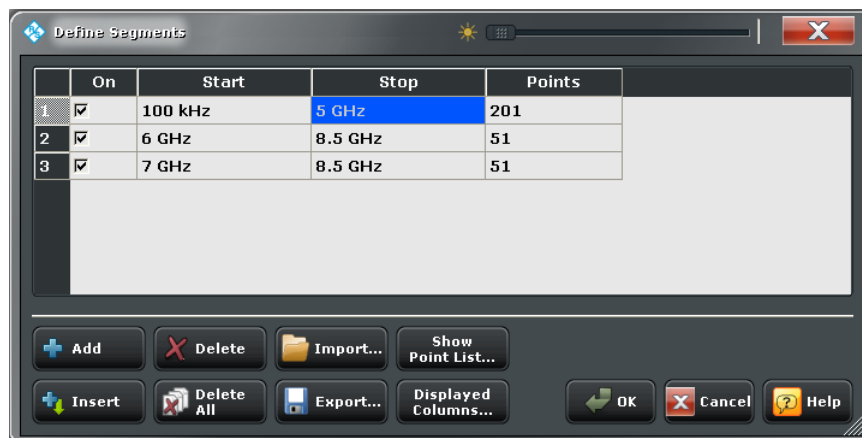 Define Segments
On Start Stop Points
1 100 kHz 5 GHz 201
2 6 GHz 8.5 GHz 51
3 7 GHz 8.5 GHz 51
Add Delete Import... Show
Point List...
Insert Delete
All Export... Displayed
Columns... OK Cancel Help